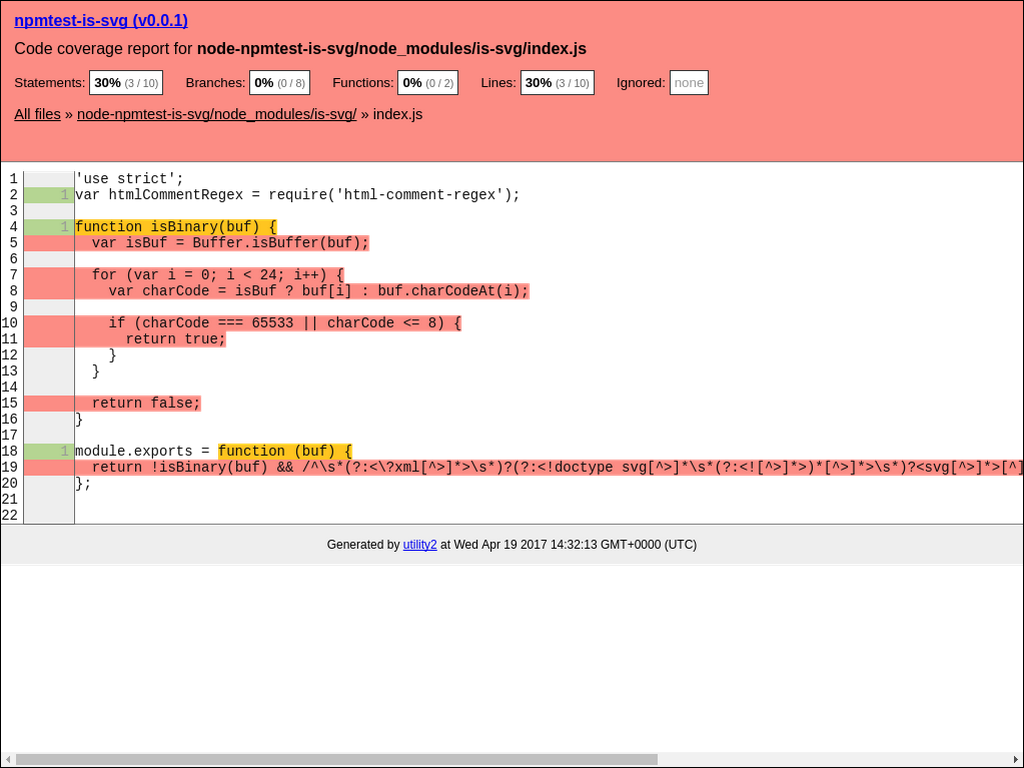 npmtest-is-svg (v0.0.1)
Code coverage report for node-npmtest-is-svg/node_modules/is-svg/index.js
Statements: 30% (3 / 10) Branches: 0% (0 / 8) Functions: 0% (0 / 2) Lines: 30% (3 / 10) Ignored: none
All files » node-npmtest-is-svg/node_modules/is-svg/ » index.js
1 'use strict';
2 1 var htmlCommentRegex = require('html-comment-regex');
3
4 1 function isBinary(buf) {
5 var isBuf = Buffer.isBuffer(buf);
6
7 for (var i = 0; i < 24; i++) {
8 var charCode = isBuf ? buf[i] : buf.charCodeAt(i);
9
10 if (charCode === 65533 || charCode <= 8) {
11 return true;
12 }
13 }
14
15 return false;
16 }
17
18 1 module.exports = function (buf) {
19 return !isBinary(buf) && /^\s*(?:<\?xml[^>]*>\s*)?(?:<!doctype svg[^>]*\s*(?:<![^>]*>)*[^>]*>\s*)?<svg[^>]*>[^]
20 };
21
22
Generated by utility2 at Wed Apr 19 2017 14:32:13 GMT+0000 (UTC)